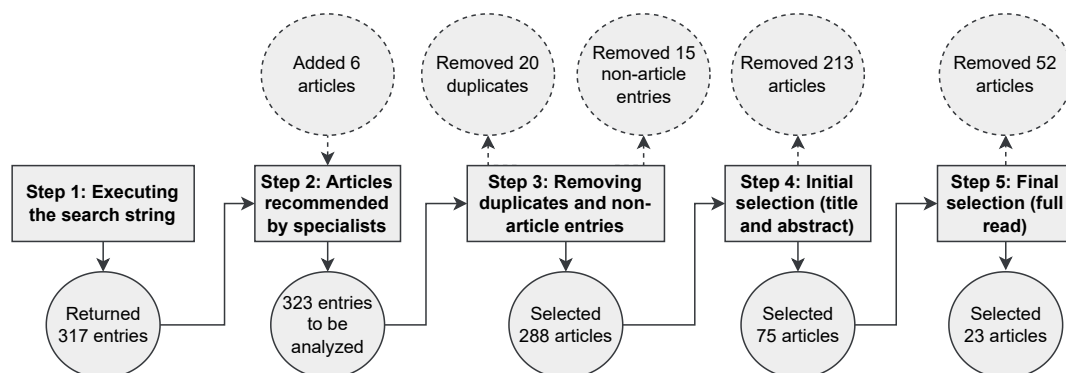 Added 6
articles
Removed 20
duplicates
Removed 15
non-article
entries
Removed 213
articles
Removed 52
articles
Step 1: Executing
the search string
Step 2: Articles
recommended
by specialists
Step 3: Removing
duplicates and non-
article entries
Step 4: Initial
selection (title
and abstract)
Step 5: Final
selection (full
read)
Returned
317 entries
323 entries
to be
analyzed
Selected
288 articles
Selected
75 articles
Selected
23 articles